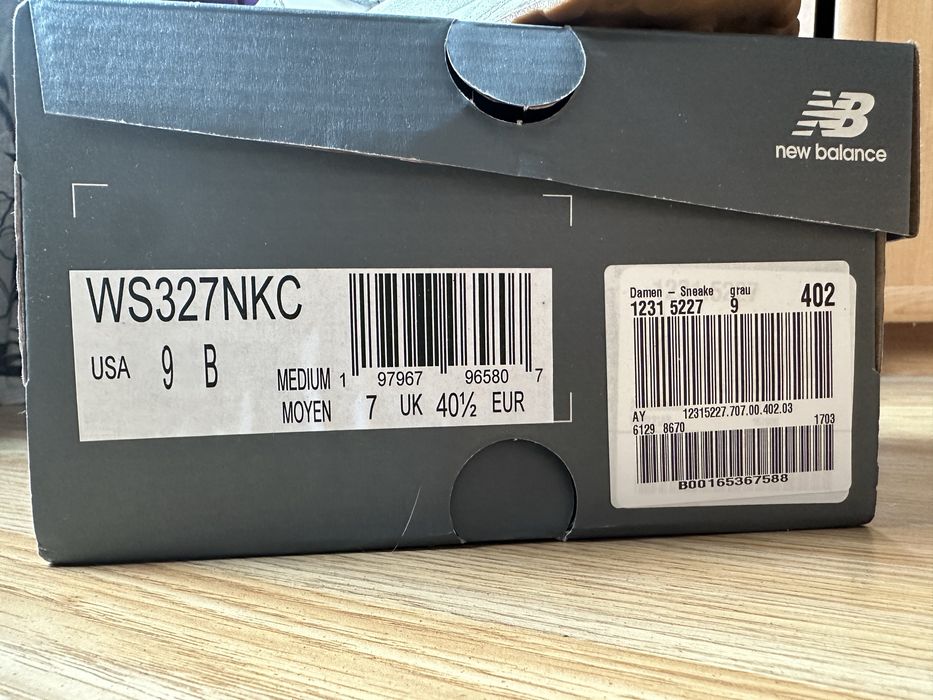 NB
new balance
WS327NKC
USA 9 B
MEDIUM
MOYEN 7 UK 40½ EUR
1 97967 96580 7
Damen - Sneake grau
1231 5227 9 402
AY 12315227.707.00.402.03
6129 8670 1703
B00165367588